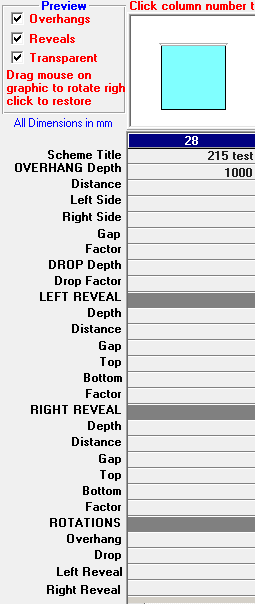 Preview
Click column number t
Overhangs
Reveals
Transparent
Drag mouse on
graphic to rotate righ
click to restore
All Dimensions in mm
28
Scheme Title 215 test
OVERHANG Depth 1000
Distance
Left Side
Right Side
Gap
Factor
DROP Depth
Drop Factor
LEFT REVEAL
Depth
Distance
Gap
Top
Bottom
Factor
RIGHT REVEAL
Depth
Distance
Gap
Top
Bottom
Factor
ROTATIONS
Overhang
Drop
Left Reveal
Right Reveal